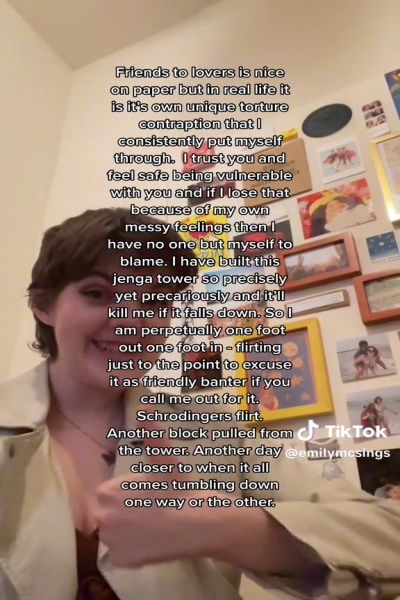 Friends to lovers is nice
on paper but in real life it
is it's own unique torture
contraption that I
consistently put myself
through. I trust you and
feel safe being vulnerable
with you and if I lose that
because of my own
messy feelings then I
have no one but myself to
blame. I have built this
jenga tower so precisely
yet precariously and it'll
kill me if it falls down. So I
am perpetually one foot
out one foot in - flirting
just to the point to excuse
it as friendly banter if you
call me out for it.
Schrodingers flirt.
Another block pulled from
the tower. Another day
closer to when it all
comes tumbling down
one way or the other.
TikTok
@emilymcsings